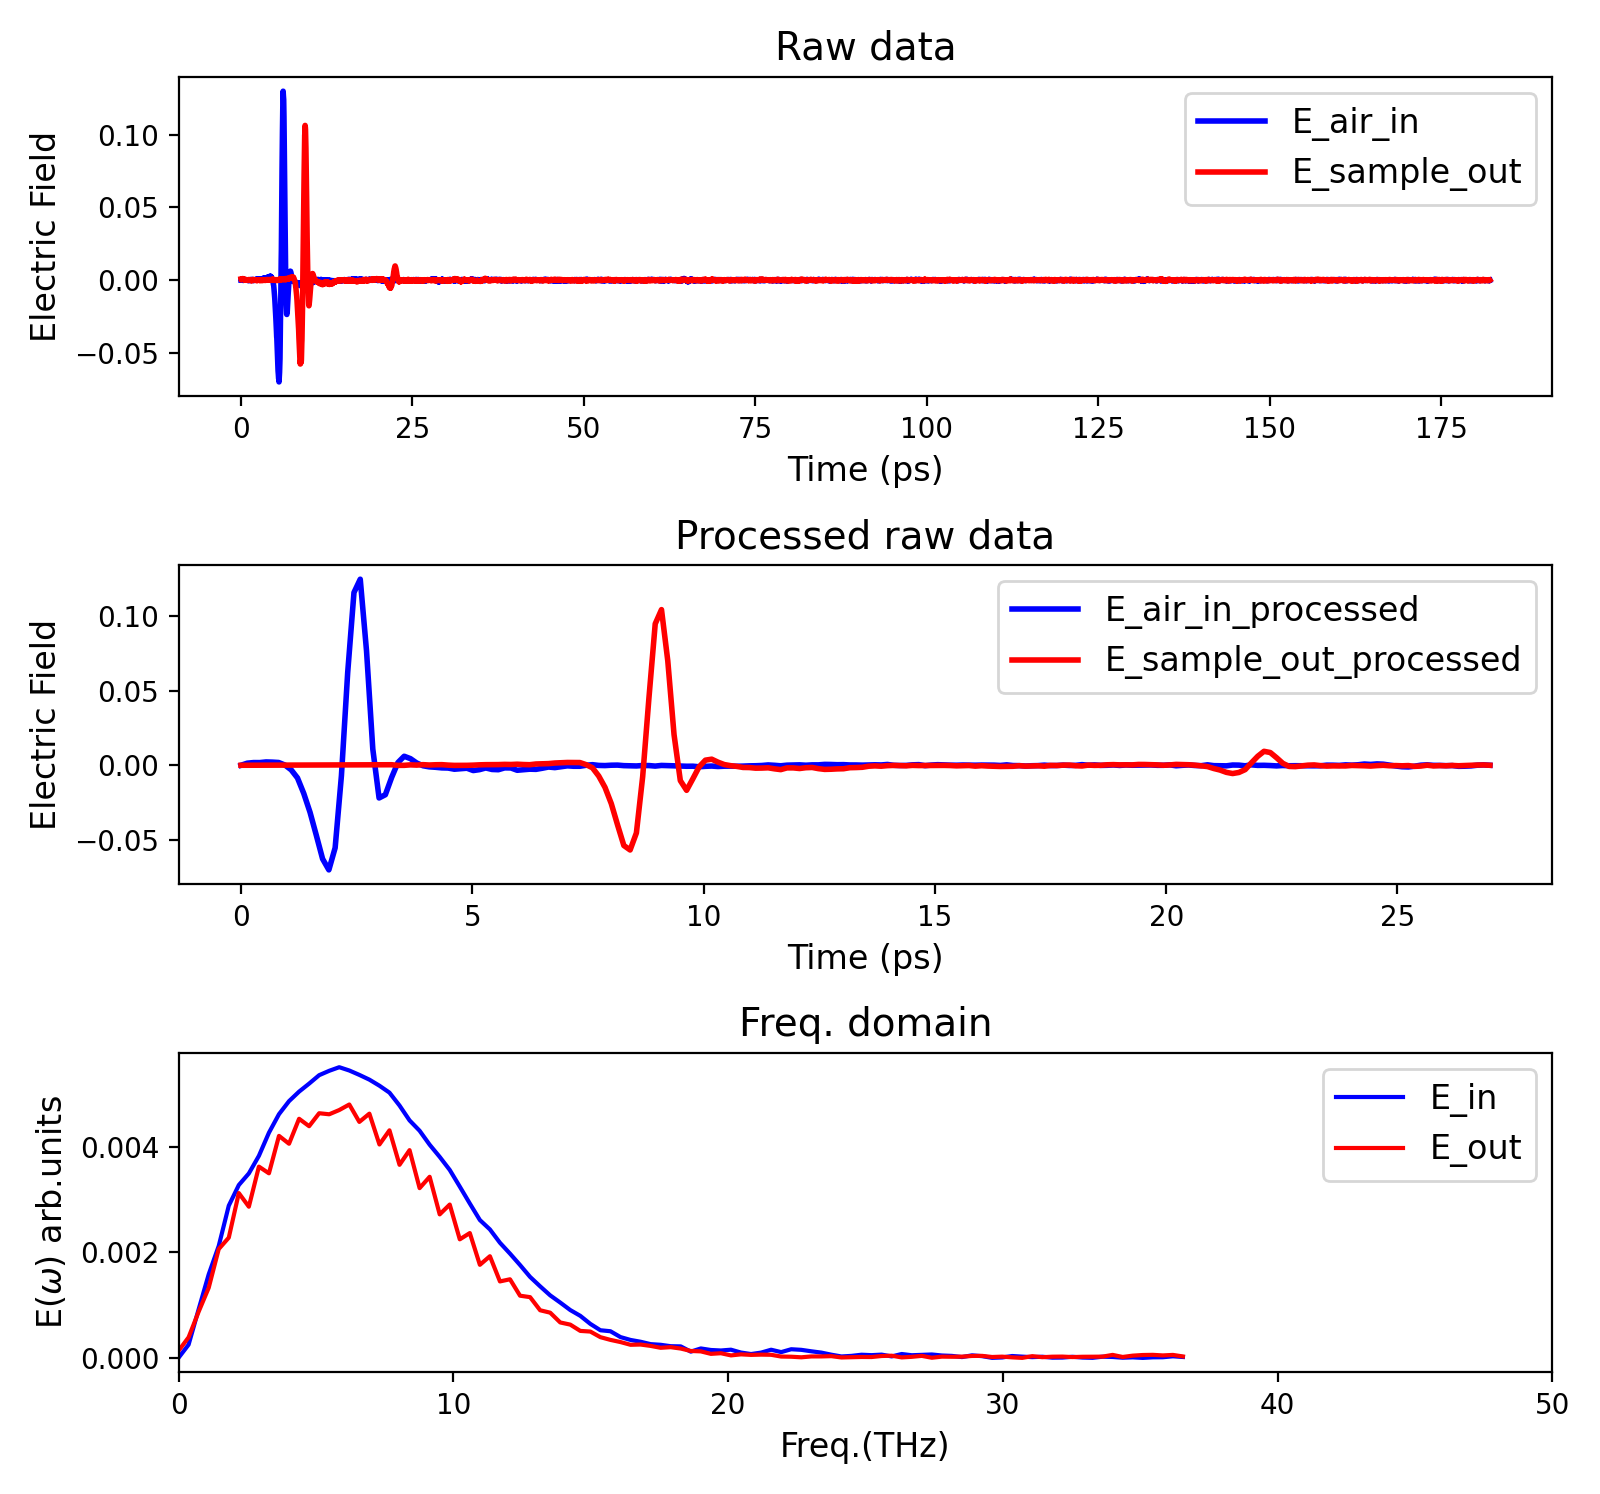 Raw data
Electric Field
0.10
0.05
0.00
−0.05
E_air_in
E_sample_out
0 25 50 75 100 125 150 175
Time (ps)
Processed raw data
Electric Field
0.10
0.05
0.00
−0.05
E_air_in_processed
E_sample_out_processed
0 5 10 15 20 25
Time (ps)
Freq. domain
E(ω) arb.units
0.004
0.002
0.000
E_in
E_out
0 10 20 30 40 50
Freq.(THz)